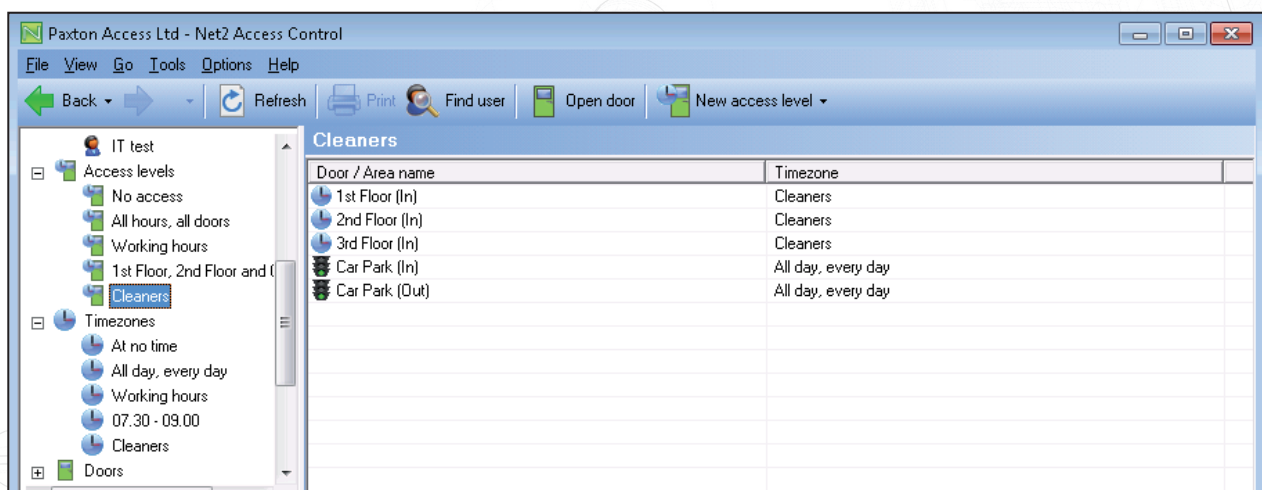 Paxton Access Ltd - Net2 Access Control
File View Go Tools Options Help
Back Refresh Print Find user Open door New access level
IT test
Access levels
No access
All hours, all doors
Working hours
1st Floor, 2nd Floor and
Cleaners
Timezones
At no time
All day, every day
Working hours
07.30 - 09.00
Cleaners
Doors
Cleaners
Door / Area name Timezone
1st Floor (In) Cleaners
2nd Floor (In) Cleaners
3rd Floor (In) Cleaners
Car Park (In) All day, every day
Car Park (Out) All day, every day